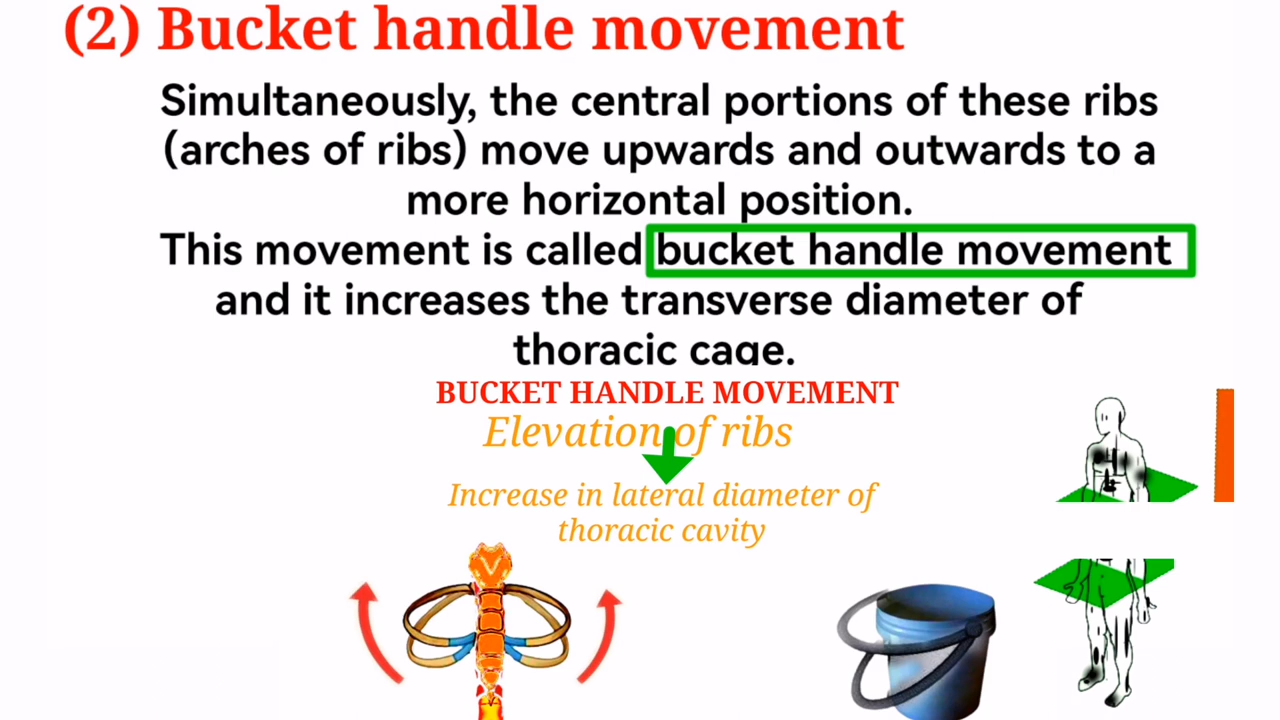 (2) Bucket handle movement
Simultaneously, the central portions of these ribs
(arches of ribs) move upwards and outwards to a
more horizontal position.
This movement is called bucket handle movement
and it increases the transverse diameter of
thoracic cage.
BUCKET HANDLE MOVEMENT
Elevation of ribs
Increase in lateral diameter of
thoracic cavity